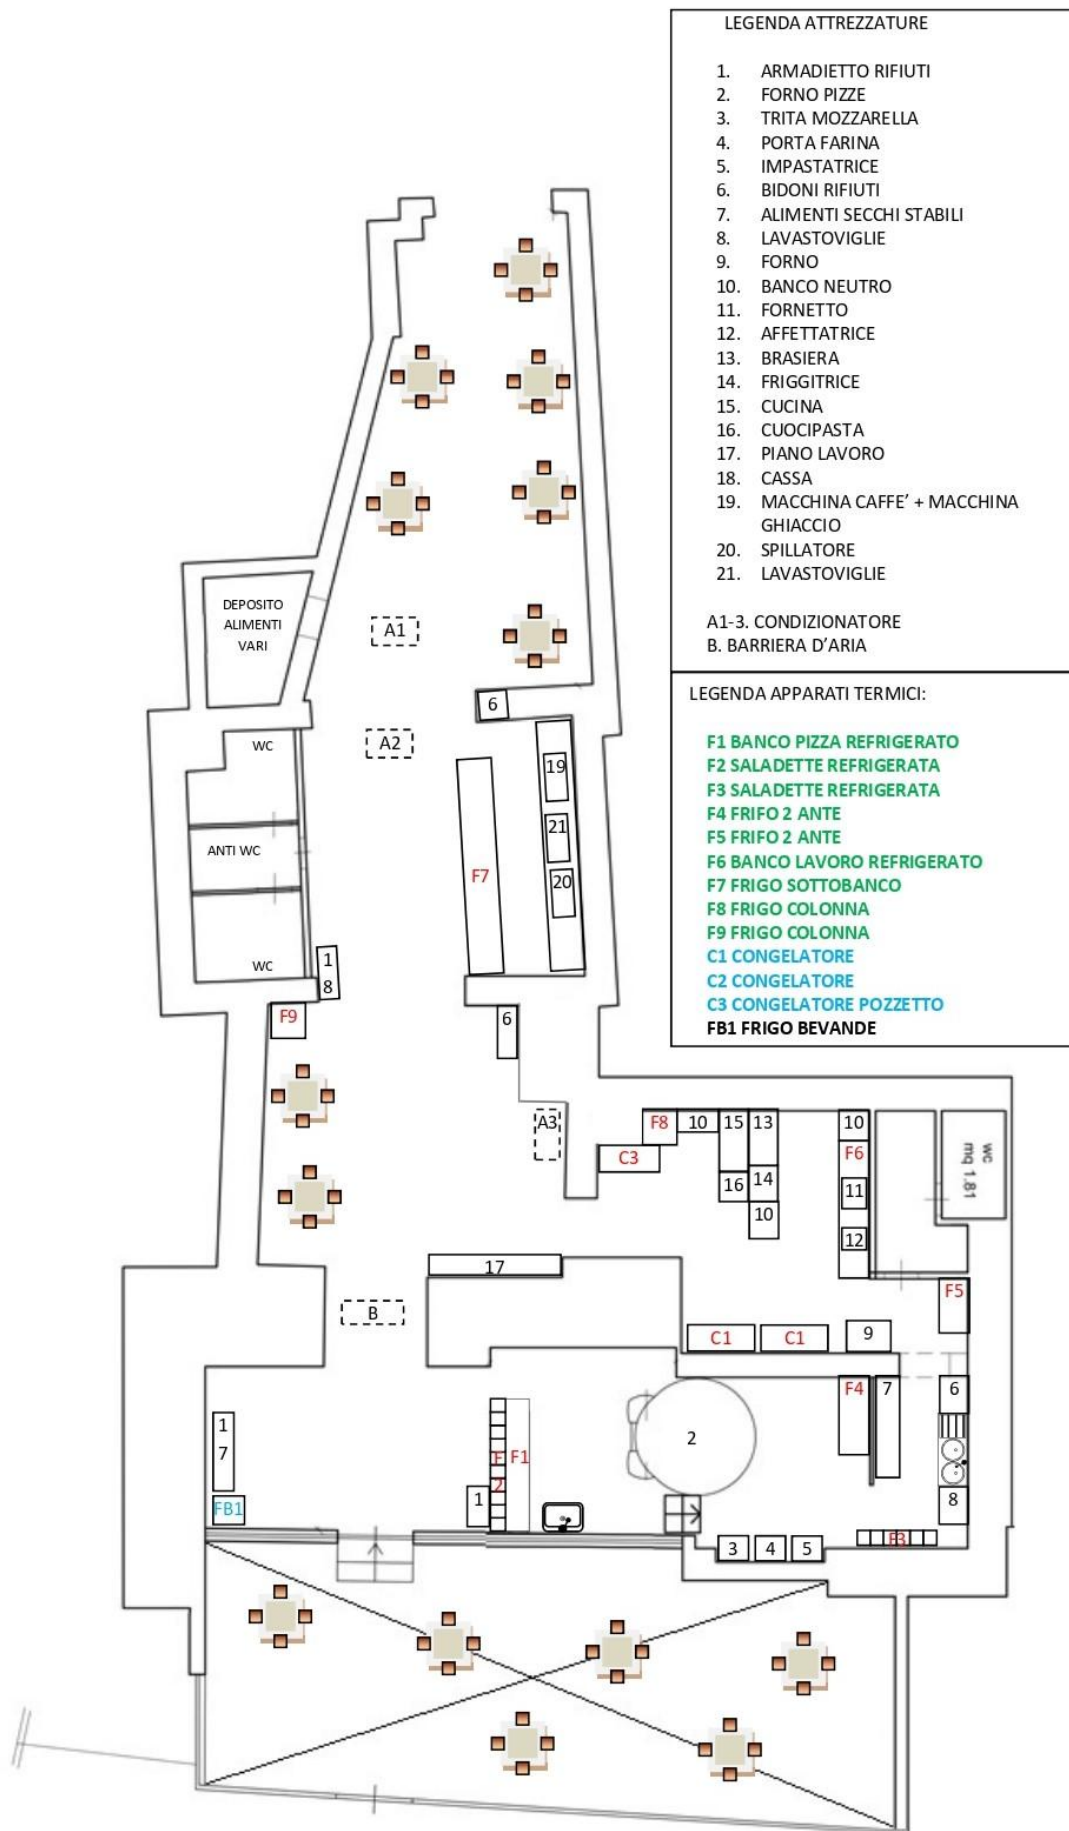 LEGENDA ATTREZZATURE
1. ARMADIETTO RIFIUTI
2. FORNO PIZZE
3. TRITA MOZZARELLA
4. PORTA FARINA
5. IMPASTATRICE
6. BIDONI RIFIUTI
7. ALIMENTI SECCHI STABILI
8. LAVASTOVIGLIE
9. FORNO
10. BANCO NEUTRO
11. FORNETTO
12. AFFETTATRICE
13. BRASIERA
14. FRIGGITRICE
15. CUCINA
16. CUOCIPASTA
17. PIANO LAVORO
18. CASSA
19. MACCHINA CAFFE’ + MACCHINA
GHIACCIO
20. SPILLATORE
21. LAVASTOVIGLIE
A1-3. CONDIZIONATORE
B. BARRIERA D’ARIA
LEGENDA APPARATI TERMICI:
F1 BANCO PIZZA REFRIGERATO
F2 SALADETTE REFRIGERATA
F3 SALADETTE REFRIGERATA
F4 FRIFO 2 ANTE
F5 FRIFO 2 ANTE
F6 BANCO LAVORO REFRIGERATO
F7 FRIGO SOTTOBANCO
F8 FRIGO COLONNA
F9 FRIGO COLONNA
C1 CONGELATORE
C2 CONGELATORE
C3 CONGELATORE POZZETTO
FB1 FRIGO BEVANDE
DEPOSITO
ALIMENTI
VARI
A1
6
A2
WC
19
21
ANTI WC
F7
20
WC
1
8
F9
6
A3
F8
10
15
13
10
C3
F6
16
14
11
10
12
wc
mq 1.81
17
F5
B
C1
C1
9
F4
7
6
1
7
2
F
2
F1
FB1
1
8
3
4
5
F3